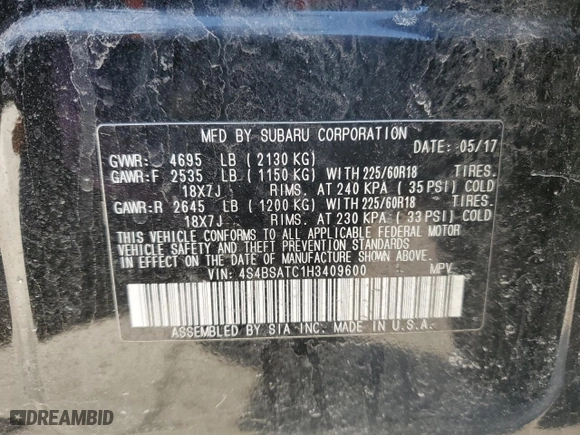 MFD BY SUBARU CORPORATION
DATE: 05/17
GVWR: 4695 LB ( 2130 KG)
GAWR:F 2535 LB ( 1150 KG) WITH 225/60R18 TIRES.
18X7J RIMS. AT 240 KPA ( 35 PSI) COLD
GAWR:R 2645 LB ( 1200 KG) WITH 225/60R18 TIRES.
18X7J RIMS. AT 230 KPA ( 33 PSI) COLD
THIS VEHICLE CONFORMS TO ALL APPLICABLE FEDERAL MOTOR
VEHICLE SAFETY AND THEFT PREVENTION STANDARDS
IN EFFECT ON THE DATE OF MANUFACTURE SHOWN ABOVE.
VIN: 4S4BSATC1H3409600 MPV
ASSEMBLED BY SIA INC. MADE IN U.S.A.
DREAMBID